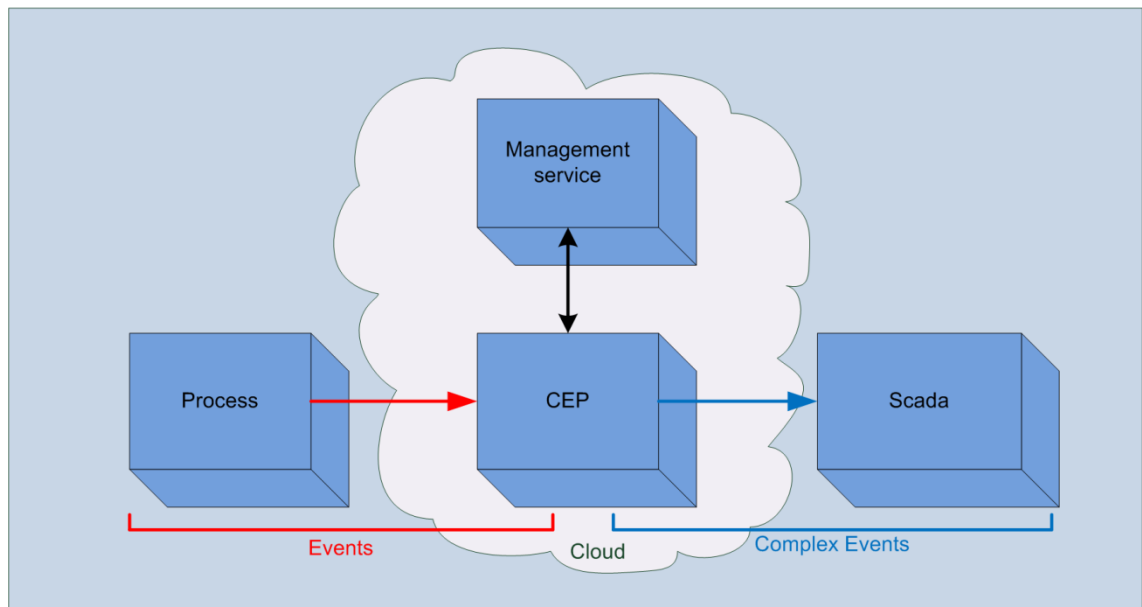 Management
service
Process
CEP
Scada
Events
Cloud
Complex Events